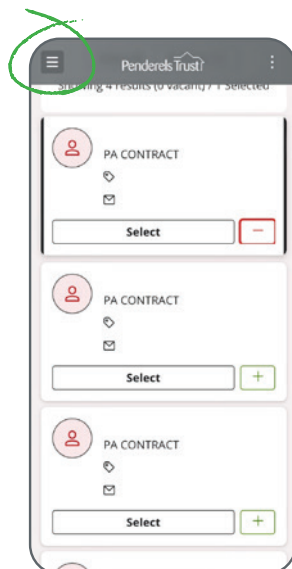 Penderels Trust
Showing 4 results (0 vacant) / 1 Selected
PA CONTRACT
Select
PA CONTRACT
Select
PA CONTRACT
Select